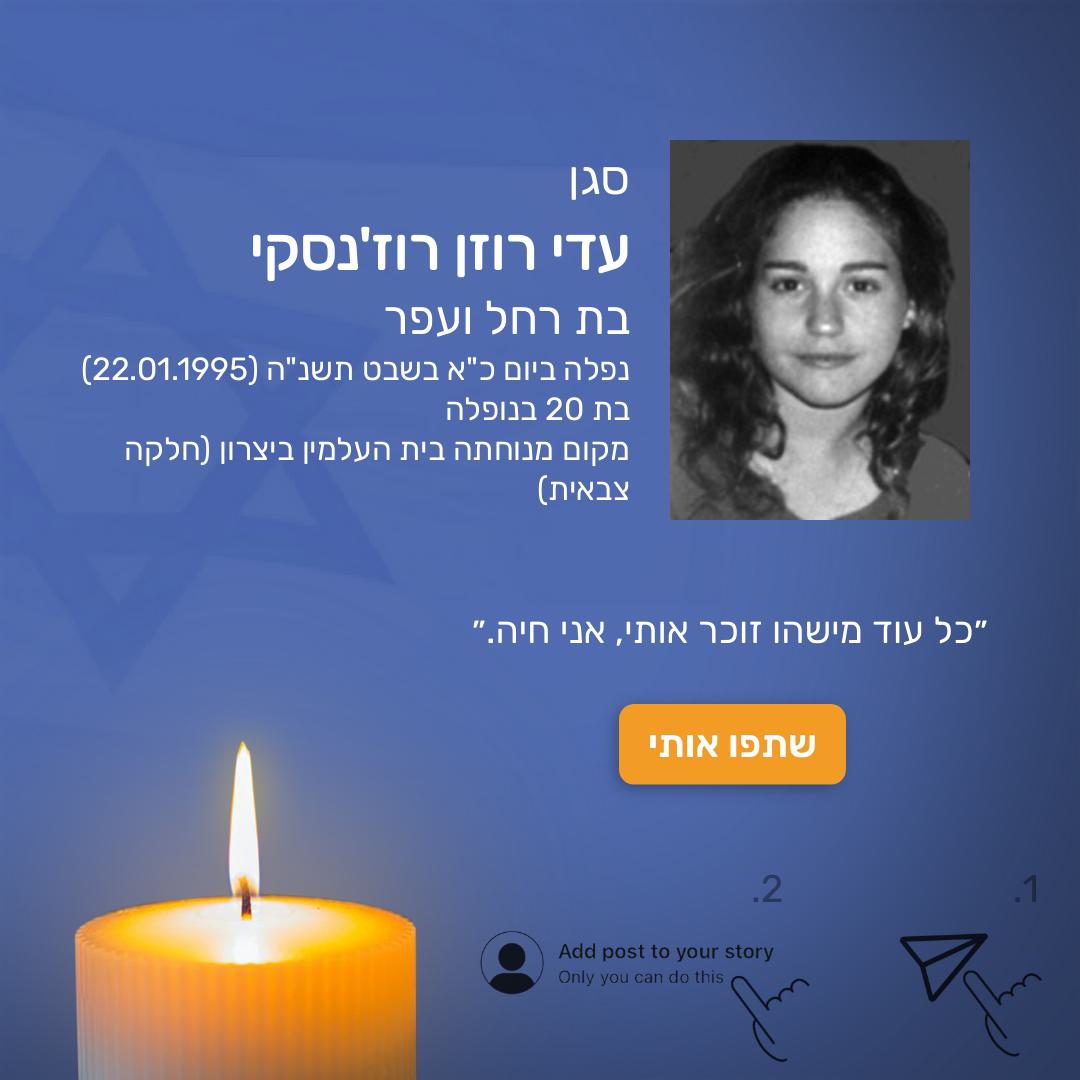 סגן
עדי רוזן רוז'נסקי
בת רחל ועפר
נפלה ביום כ"א בשבט תשנ"ה (22.01.1995)
בת 20 בנופלה
מקום מנוחתה בית העלמין ביצרון (חלקה
צבאית)
״כל עוד מישהו זוכר אותי, אני חיה.״
שתפו אותי
.1
.2
Add post to your story
Only you can do this